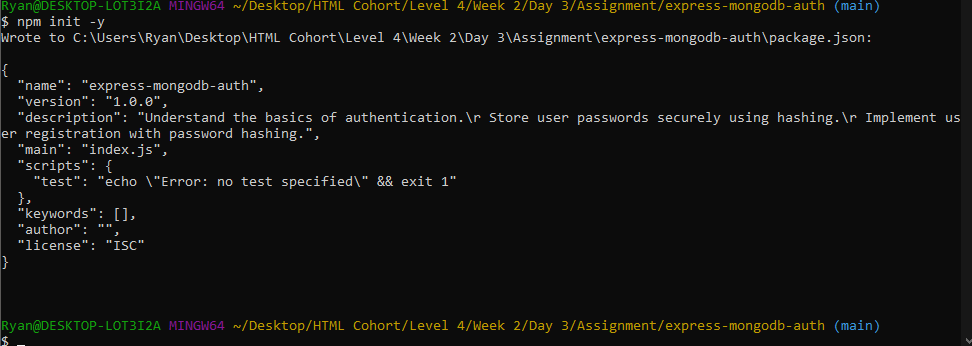 Ryan@DESKTOP-LOT3I2A MINGW64 ~/Desktop/HTML Cohort/Level 4/Week 2/Day 3/Assignment/express-mongodb-auth (main)
$ npm init -y
Wrote to C:\Users\Ryan\Desktop\HTML Cohort\Level 4\Week 2\Day 3\Assignment\express-mongodb-auth\package.json:

{
  "name": "express-mongodb-auth",
  "version": "1.0.0",
  "description": "Understand the basics of authentication.\r Store user passwords securely using hashing.\r Implement us
er registration with password hashing.",
  "main": "index.js",
  "scripts": {
    "test": "echo \"Error: no test specified\" && exit 1"
  },
  "keywords": [],
  "author": "",
  "license": "ISC"
}

Ryan@DESKTOP-LOT3I2A MINGW64 ~/Desktop/HTML Cohort/Level 4/Week 2/Day 3/Assignment/express-mongodb-auth (main)
$